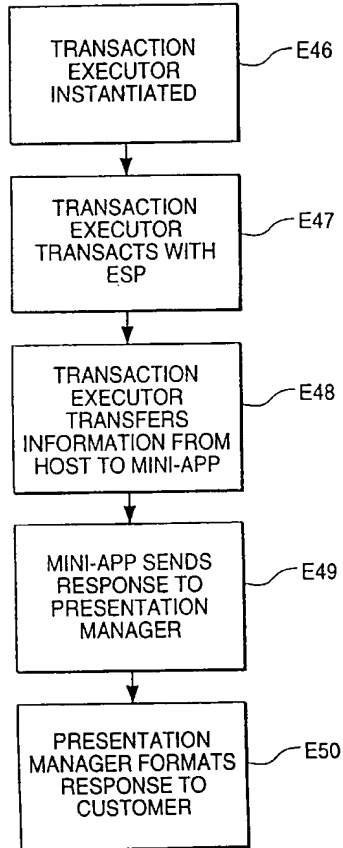 TRANSACTION
EXECUTOR
INSTANTIATED
E46
TRANSACTION
EXECUTOR
TRANSACTS WITH
ESP
E47
TRANSACTION
EXECUTOR
TRANSFERS
INFORMATION FROM
HOST TO MINI-APP
E48
MINI-APP SENDS
RESPONSE TO
PRESENTATION
MANAGER
E49
PRESENTATION
MANAGER FORMATS
RESPONSE TO
CUSTOMER
E50